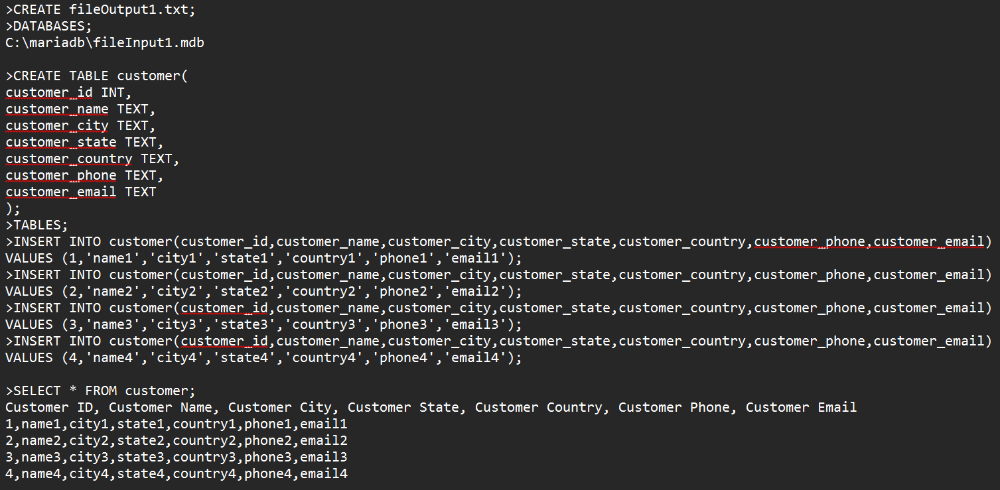 >CREATE fileOutput1.txt;
>DATABASES;
C:\mariadb\fileInput1.mdb
>CREATE TABLE customer(
customer_id INT,
customer_name TEXT,
customer_city TEXT,
customer_state TEXT,
customer_country TEXT,
customer_phone TEXT,
customer_email TEXT
);
>TABLES;
>INSERT INTO customer(customer_id,customer_name,customer_city,customer_state,customer_country,customer_phone,customer_email)
VALUES (1,'name1','city1','state1','country1','phone1','email1');
>INSERT INTO customer(customer_id,customer_name,customer_city,customer_state,customer_country,customer_phone,customer_email)
VALUES (2,'name2','city2','state2','country2','phone2','email2');
>INSERT INTO customer(customer_id,customer_name,customer_city,customer_state,customer_country,customer_phone,customer_email)
VALUES (3,'name3','city3','state3','country3','phone3','email3');
>INSERT INTO customer(customer_id,customer_name,customer_city,customer_state,customer_country,customer_phone,customer_email)
VALUES (4,'name4','city4','state4','country4','phone4','email4');
>SELECT * FROM customer;
Customer ID, Customer Name, Customer City, Customer State, Customer Country, Customer Phone, Customer Email
1,name1,city1,state1,country1,phone1,email1
2,name2,city2,state2,country2,phone2,email2
3,name3,city3,state3,country3,phone3,email3
4,name4,city4,state4,country4,phone4,email4